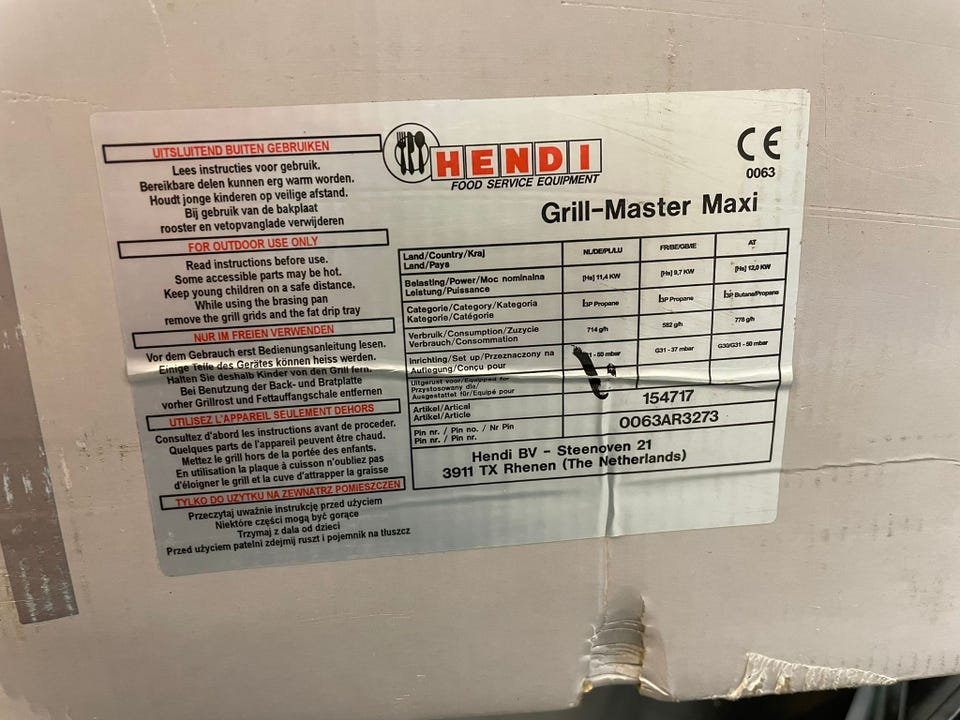 UITSLUITEND BUITEN GEBRUIKEN
Lees instructies voor gebruik.
Bereikbare delen kunnen erg warm worden.
Houdt jonge kinderen op veilige afstand.
Bij gebruik van de bakplaat
rooster en vetopvanglade verwijderen
FOR OUTDOOR USE ONLY
Read instructions before use.
Some accessible parts may be hot.
Keep young children on a safe distance.
While using the brasing pan
remove the grill grids and the fat drip tray
NUR IM FREIEN VERWENDEN
Vor dem Gebrauch erst Bedienungsanleitung lesen.
Einige Teile des Gerätes können heiss werden.
Halten Sie deshalb Kinder von den Grill fern.
Bei Benutzung der Back- und Bratplatte
vorher Grillrost und Fettauffangschale entfernen
UTILISEZ L'APPAREIL SEULEMENT DEHORS
Consultez d'abord les instructions avant de proceder.
Quelques parts de l'appareil peuvent être chaud.
Mettez le grill hors de la portée des enfants.
En utilisation la plaque à cuisson n'oubliez pas
d'éloigner le grill et la cuve d'attrapper la graisse
TYLKO DO UZYTKU NA ZEWNATRZ POMIESZCZEN
Przeczytaj uważnie instrukcję przed użyciem
Niektóre części mogą być gorące
Trzymaj z dala od dzieci
Przed użyciem patelni zdejmij ruszt i pojemnik na tłuszcz
HENDI
FOOD SERVICE EQUIPMENT
CE
0063
Grill-Master Maxi
Land/Country/Kraj
Land/Pays
NL/DE/PL/LU
FR/BE/GB/IE
AT
Belasting/Power/Moc nominalna
Leistung/Puissance
[Hs] 11,4 KW
[Hs] 9,7 KW
[Hs] 12,0 KW
Categorie/Category/Kategoria
Kategorie/Catégorie
I3P Propane
I3P Propane
I3P Butane/Propane
Verbruik/Consumption/Zuzycie
Verbrauch/Consommation
714 g/h
582 g/h
778 g/h
Inrichting/Set up/Przeznaczony na
Auflegung/Conçu pour
- 50 mbar
G31 - 37 mbar
G30/G31 - 50 mbar
Uitgerust voor/Equipped for
Przystosowany dla/
Ausgestattet für/Equipé pour
Artikel/Artical
Artikel/Article
154717
Pin nr. / Pin no. / Nr Pin
Pin nr. / Pin nr.
0063AR3273
Hendi BV - Steenoven 21
3911 TX Rhenen (The Netherlands)